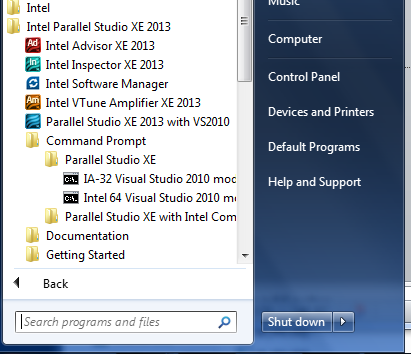 Intel
Intel Parallel Studio XE 2013
Intel Advisor XE 2013
Intel Inspector XE 2013
Intel Software Manager
Intel VTune Amplifier XE 2013
Parallel Studio XE 2013 with VS2010
Command Prompt
Parallel Studio XE
IA-32 Visual Studio 2010 mod
Intel 64 Visual Studio 2010 mo
Parallel Studio XE with Intel Com
Documentation
Getting Started
Back
Search programs and files
Music
Computer
Control Panel
Devices and Printers
Default Programs
Help and Support
Shut down